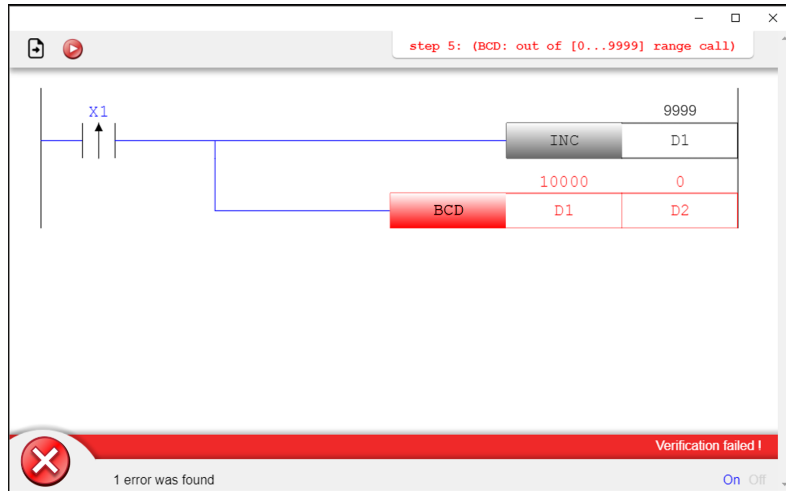 step 5: (BCD: out of [0...9999] range call)
X1
9999
INC D1
10000 0
BCD D1 D2
Verification failed !
1 error was found
On Off